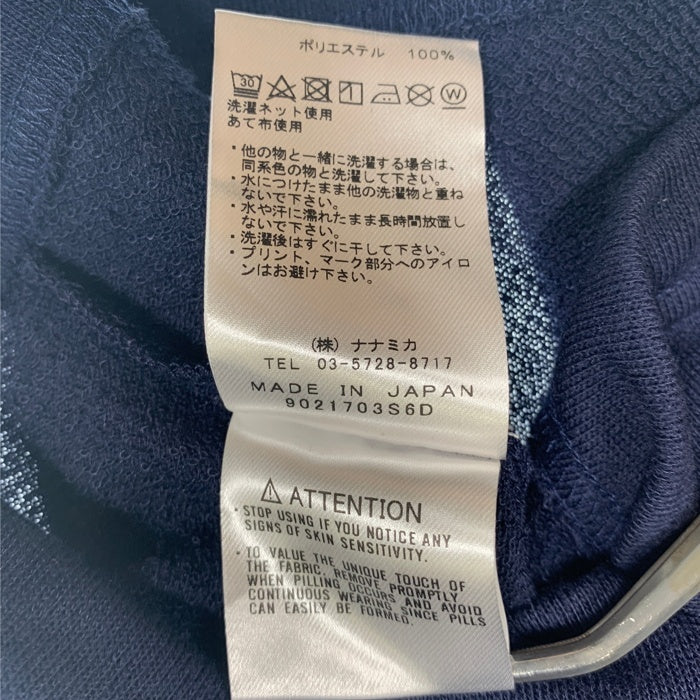 ポリエステル 100%
30
W
洗濯ネット使用
あて布使用
・他の物と一緒に洗濯する場合は、
同系色の物と洗濯して下さい。
・水につけたまま他の洗濯物と重ね
ないで下さい。
・水や汗に濡れたまま長時間放置し
ないで下さい。
・洗濯後はすぐに干して下さい。
・プリント、マーク部分へのアイロ
ンはお避け下さい。
(株) ナナミカ
TEL 03-5728-8717
MADE IN JAPAN
9021703S6D
⚠ ATTENTION
・STOP USING IF YOU NOTICE ANY
SIGNS OF SKIN SENSITIVITY.
・TO VALUE THE UNIQUE TOUCH OF
THE FABRIC, REMOVE PROMPTLY
WHEN PILLING OCCURS AND AVOID
CONTINUOUS WEARING SINCE PILLS
CAN EASILY BE FORMED.